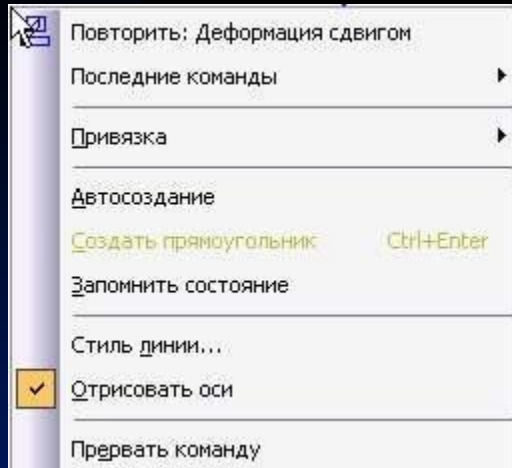 Повторить: Деформация сдвигом
Последние команды
Привязка
Автосоздание
Создать прямоугольник Ctrl+Enter
Запомнить состояние
Стиль линии...
Отрисовать оси
Прервать команду